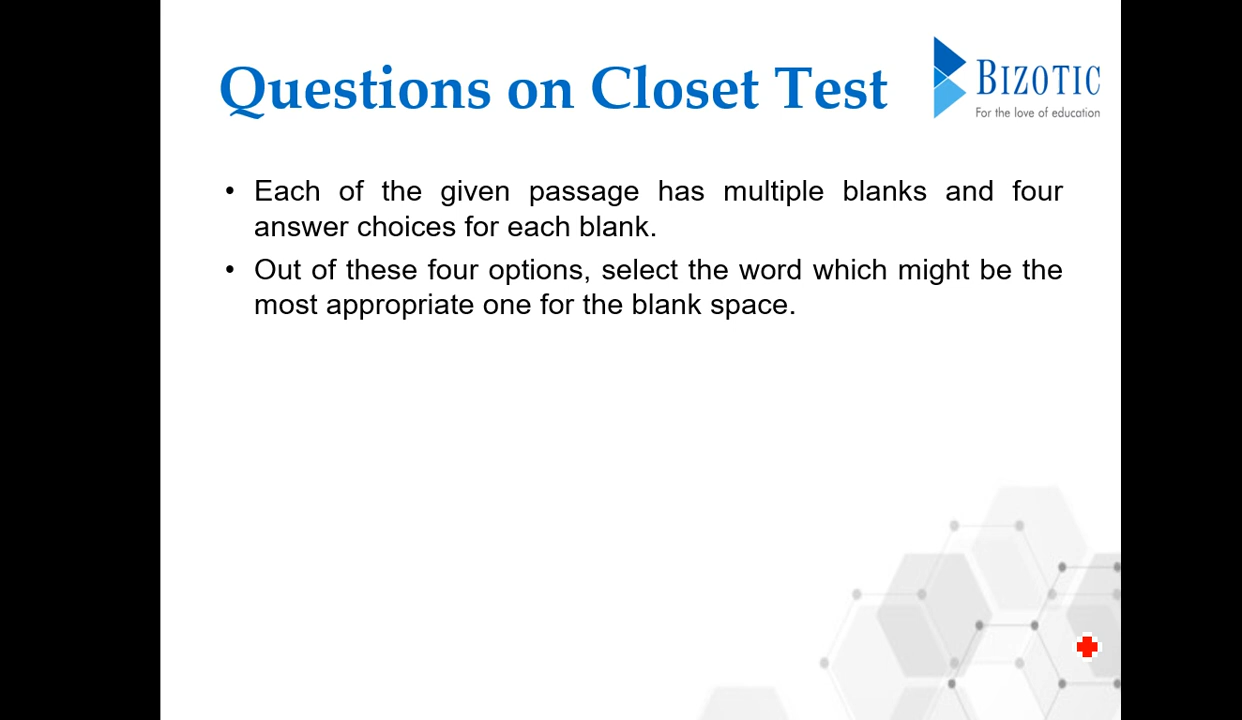 Questions on Closet Test
BIZOTIC
For the love of education
• Each of the given passage has multiple blanks and four
answer choices for each blank.
• Out of these four options, select the word which might be the
most appropriate one for the blank space.